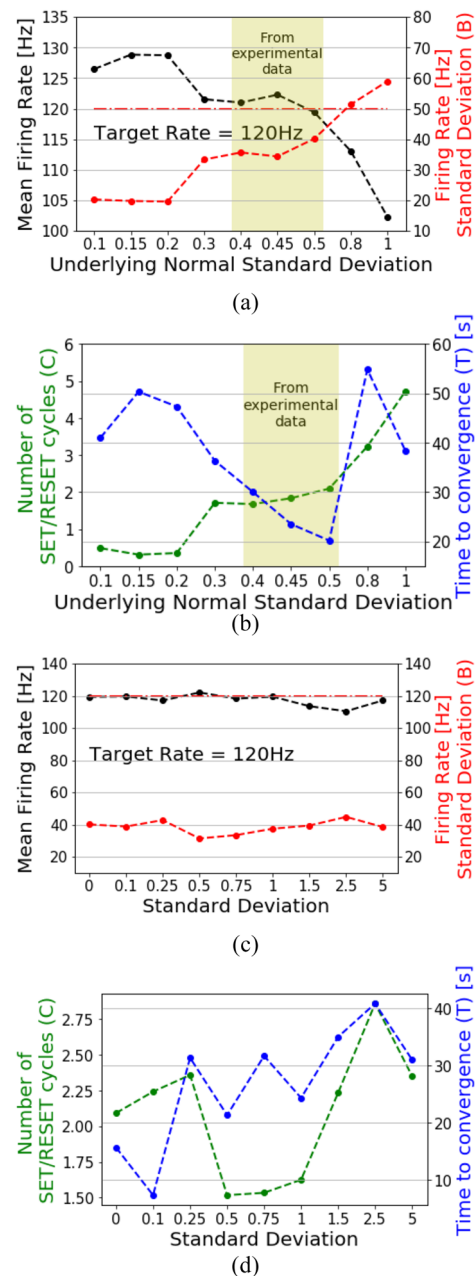 Mean Firing Rate [Hz]
135
130
125
120
115
110
105
100
From
experimental
data
Target Rate = 120Hz
80
70
60
50
40
30
20
10
Firing Rate [Hz]
Standard Deviation (B)
0.1 0.15 0.2 0.3 0.4 0.45 0.5 0.8 1
Underlying Normal Standard Deviation
(a)
Number of
SET/RESET cycles (C)
6
5
4
3
2
1
0
From
experimental
data
60
50
40
30
20
Time to convergence (T) [s]
0.1 0.15 0.2 0.3 0.4 0.45 0.5 0.8 1
Underlying Normal Standard Deviation
(b)
Mean Firing Rate [Hz]
140
120
100
80
60
40
20
Target Rate = 120Hz
140
120
100
80
60
40
20
Firing Rate [Hz]
Standard Deviation (B)
0 0.1 0.25 0.5 0.75 1 1.5 2.5 5
Standard Deviation
(c)
Number of
SET/RESET cycles (C)
2.75
2.50
2.25
2.00
1.75
1.50
40
30
20
10
Time to convergence (T) [s]
0 0.1 0.25 0.5 0.75 1 1.5 2.5 5
Standard Deviation
(d)